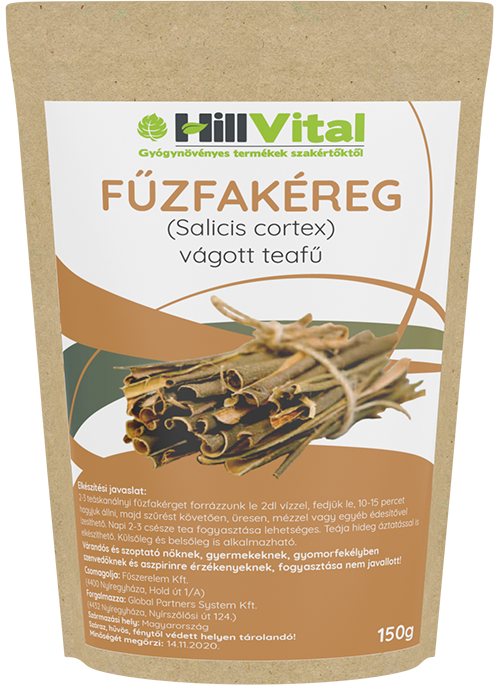 HillVital
Gyógynövényes termékek szakértőktől
FŰZFAKÉREG
(Salicis cortex)
vágott teafű
Elkészítési javaslat:
2-3 teáskanálnyi fűzfakérget forrázzunk le 2dl vízzel, fedjük le, 10-15 percet
hagyjuk állni, majd szűrést követően, üresen, mézzel vagy egyéb édesítővel
ízesíthető. Napi 2-3 csésze tea fogyasztása lehetséges. Teája hideg áztatással is
elkészíthető. Külsőleg és belsőleg is alkalmazható.
Várandós és szoptató nőknek, gyermekeknek, gyomorfekélyben
szenvedőknek és aszpirinre érzékenyeknek, fogyasztása nem javallott!
Csomagolja: Fűszerelem Kft.
(4400 Nyíregyháza, Hold út 1/A)
Forgalmazza: Global Partners System Kft.
(4432 Nyíregyháza, Nyírszőlősi út 124.)
Származási hely: Magyarország
Száraz, hűvös, fénytől védett helyen tárolandó!
Minőségét megőrzi: 14.11.2020.
150g